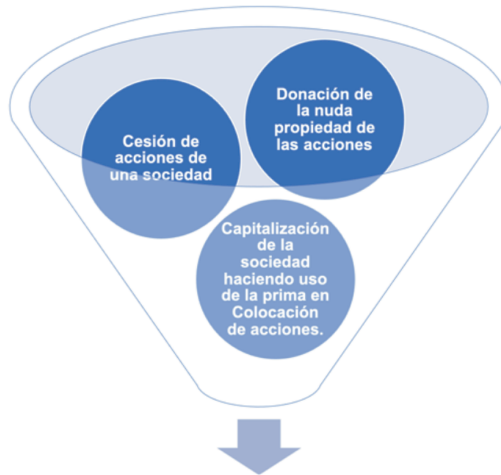 Cesión de
acciones de
una sociedad
Donación de
la nuda
propiedad de
las acciones
Capitalización
de la
sociedad
haciendo uso
de la prima en
Colocación
de acciones.